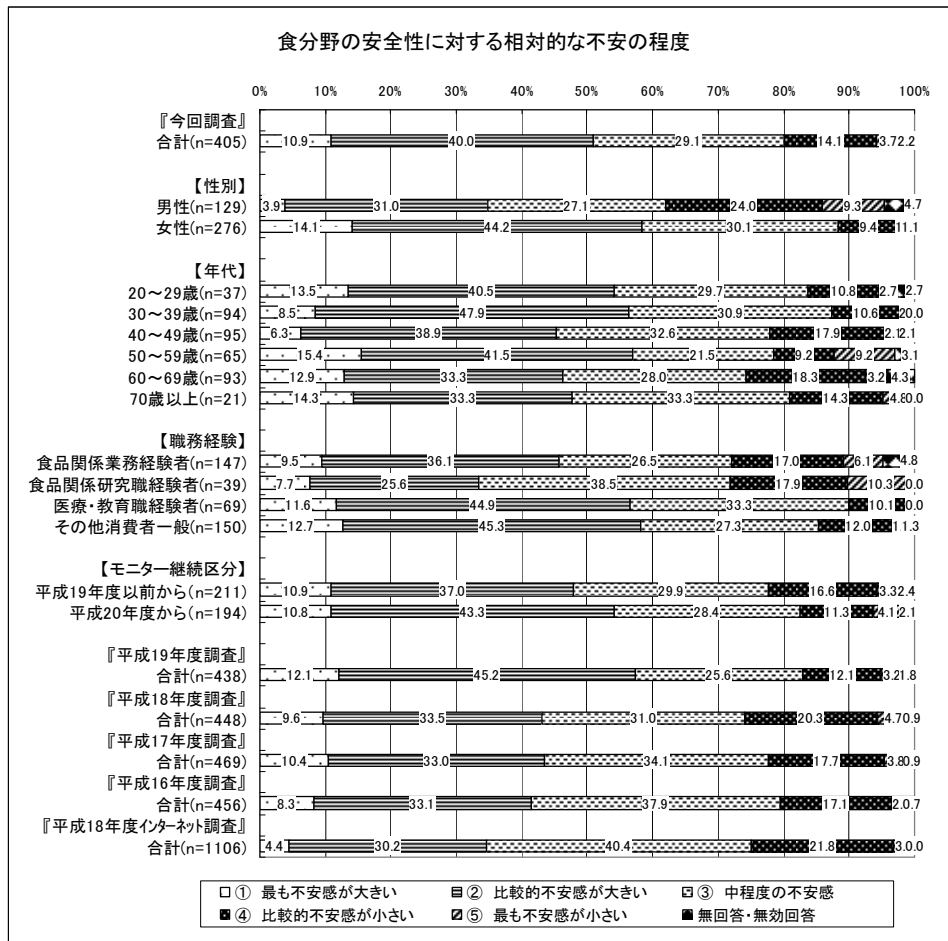 食分野の安全性に対する相対的な不安の程度
0% 10% 20% 30% 40% 50% 60% 70% 80% 90% 100%
『今回調査』
合計(n=405) 10.9 40.0 29.1 14.1 3.7 2.2
【性別】
男性(n=129) 3.9 31.0 27.1 24.0 9.3 4.7
女性(n=276) 14.1 44.2 30.1 9.4 1.1 1.1
【年代】
20～29歳(n=37) 13.5 40.5 29.7 10.8 2.7 2.7
30～39歳(n=94) 8.5 47.9 30.9 10.6 2 0.0
40～49歳(n=95) 6.3 38.9 32.6 17.9 2.1 2.1
50～59歳(n=65) 15.4 41.5 21.5 9.2 9.2 3.1
60～69歳(n=93) 12.9 33.3 28.0 18.3 3.2 4.3
70歳以上(n=21) 14.3 33.3 33.3 14.3 4.8 0.0
【職務経験】
食品関係業務経験者(n=147) 9.5 36.1 26.5 17.0 6.1 4.8
食品関係研究職経験者(n=39) 7.7 25.6 38.5 17.9 10.3 0.0
医療・教育職経験者(n=69) 11.6 44.9 33.3 10.1 0.0
その他消費者一般(n=150) 12.7 45.3 27.3 12.0 1 1.3
【モニター継続区分】
平成19年度以前から(n=211) 10.9 37.0 29.9 16.6 3.3 2.4
平成20年度から(n=194) 10.8 43.3 28.4 11.3 4.1 2.1
『平成19年度調査』
合計(n=438) 12.1 45.2 25.6 12.1 3.2 1.8
『平成18年度調査』
合計(n=448) 9.6 33.5 31.0 20.3 4.7 0.9
『平成17年度調査』
合計(n=469) 10.4 33.0 34.1 17.7 3.8 0.9
『平成16年度調査』
合計(n=456) 8.3 33.1 37.9 17.1 2.0.7
『平成18年度インターネット調査』
合計(n=1106) 4.4 30.2 40.4 21.8 3.0.0
① 最も不安感が大きい ② 比較的不安感が大きい ③ 中程度の不安感
④ 比較的不安感が小さい ⑤ 最も不安感が小さい 無回答・無効回答